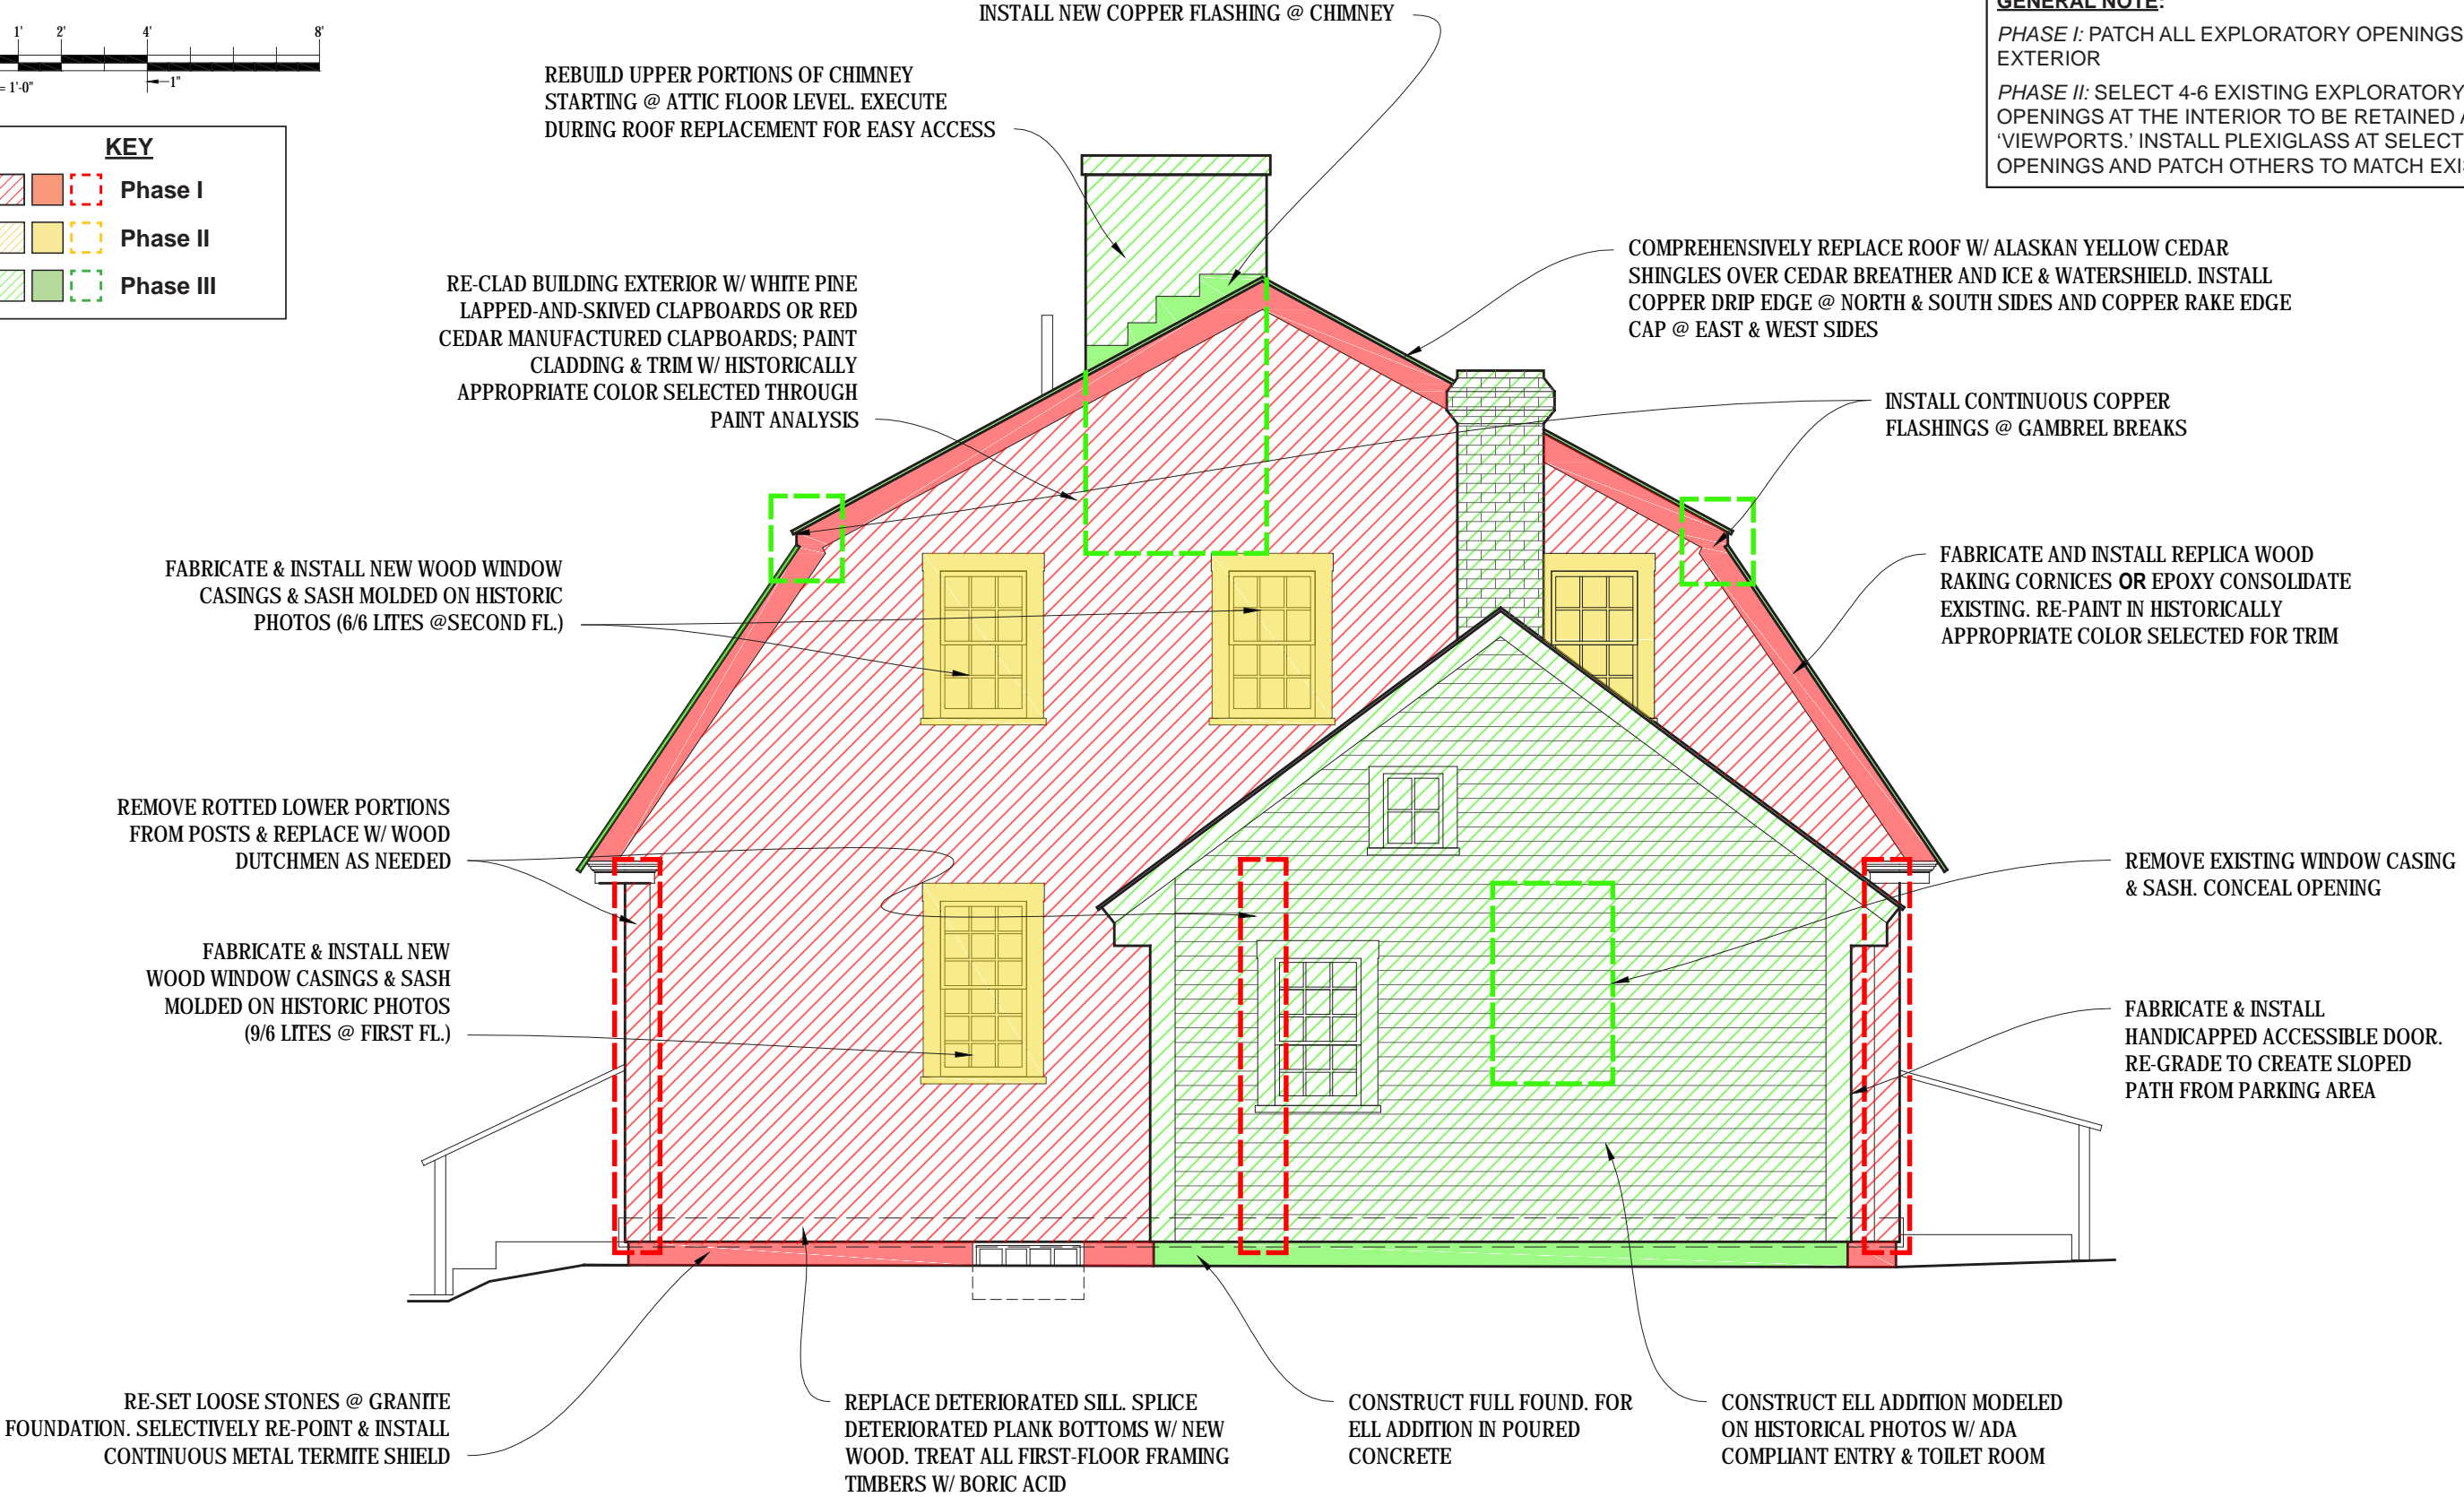 1' 2' 4' 8'
= 1'-0" 1"
KEY
Phase I
Phase II
Phase III
INSTALL NEW COPPER FLASHING @ CHIMNEY
REBUILD UPPER PORTIONS OF CHIMNEY
STARTING @ ATTIC FLOOR LEVEL. EXECUTE
DURING ROOF REPLACEMENT FOR EASY ACCESS
GENERAL NOTE:
PHASE I: PATCH ALL EXPLORATORY OPENINGS
EXTERIOR
PHASE II: SELECT 4-6 EXISTING EXPLORATORY
OPENINGS AT THE INTERIOR TO BE RETAINED
'VIEWPORTS.' INSTALL PLEXIGLASS AT SELECT
OPENINGS AND PATCH OTHERS TO MATCH
RE-CLAD BUILDING EXTERIOR W/ WHITE PINE
LAPPED-AND-SKIVED CLAPBOARDS OR RED
CEDAR MANUFACTURED CLAPBOARDS; PAINT
CLADDING & TRIM W/ HISTORICALLY
APPROPRIATE COLOR SELECTED THROUGH
PAINT ANALYSIS
COMPREHENSIVELY REPLACE ROOF W/ ALASKAN YELLOW CEDAR
SHINGLES OVER CEDAR BREATHER AND ICE & WATERSHIELD. INSTALL
COPPER DRIP EDGE @ NORTH & SOUTH SIDES AND COPPER RAKE EDGE
CAP @ EAST & WEST SIDES
INSTALL CONTINUOUS COPPER
FLASHINGS @ GAMBREL BREAKS
FABRICATE & INSTALL NEW WOOD WINDOW
CASINGS & SASH MOLDED ON HISTORIC
PHOTOS (6/6 LITES @SECOND FL.)
FABRICATE AND INSTALL REPLICA WOOD
RAKING CORNICES OR EPOXY CONSOLIDATE
EXISTING. RE-PAINT IN HISTORICALLY
APPROPRIATE COLOR SELECTED FOR TRIM
REMOVE ROTTED LOWER PORTIONS
FROM POSTS & REPLACE W/ WOOD
DUTCHMEN AS NEEDED
REMOVE EXISTING WINDOW CASING
& SASH. CONCEAL OPENING
FABRICATE & INSTALL NEW
WOOD WINDOW CASINGS & SASH
MOLDED ON HISTORIC PHOTOS
(9/6 LITES @ FIRST FL.)
FABRICATE & INSTALL
HANDICAPPED ACCESSIBLE DOOR.
RE-GRADE TO CREATE SLOPED
PATH FROM PARKING AREA
RE-SET LOOSE STONES @ GRANITE
FOUNDATION. SELECTIVELY RE-POINT & INSTALL
CONTINUOUS METAL TERMITE SHIELD
REPLACE DETERIORATED SILL. SPLICE
DETERIORATED PLANK BOTTOMS W/ NEW
WOOD. TREAT ALL FIRST-FLOOR FRAMING
TIMBERS W/ BORIC ACID
CONSTRUCT FULL FOUND. FOR
ELL ADDITION IN POURED
CONCRETE
CONSTRUCT ELL ADDITION MODELED
ON HISTORICAL PHOTOS W/ ADA
COMPLIANT ENTRY & TOILET ROOM